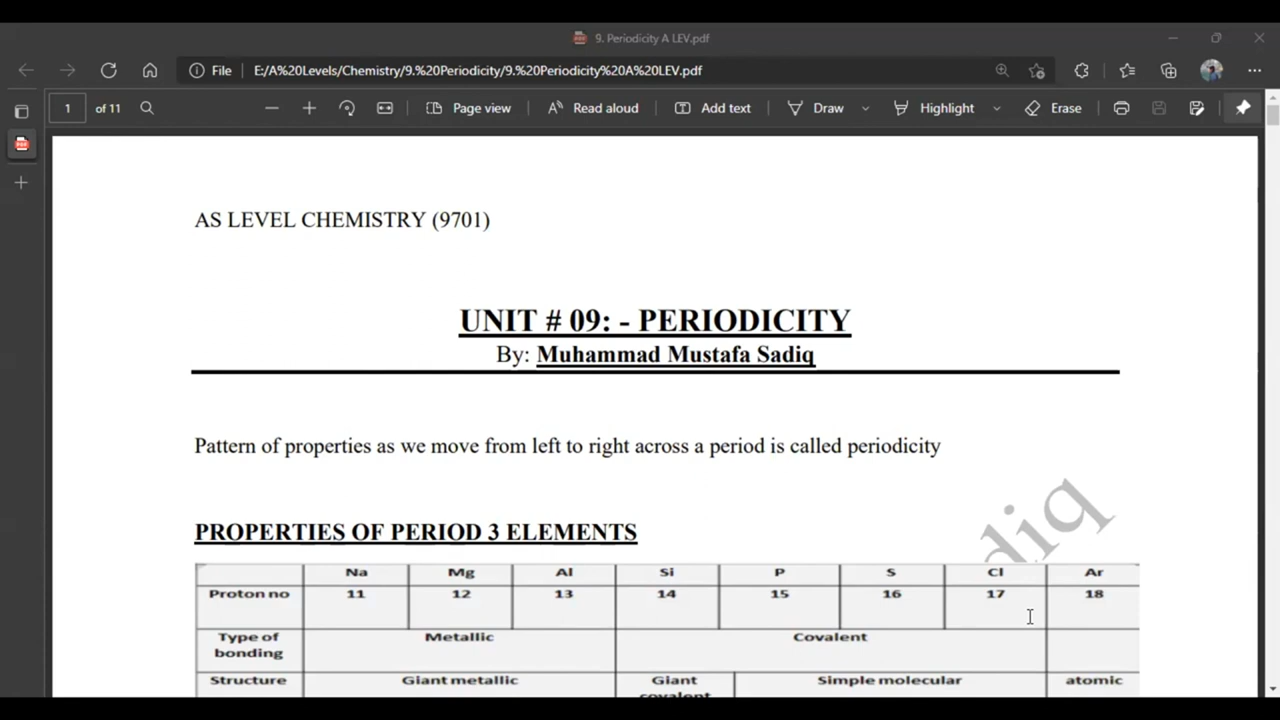 9. Periodicity A LEV.pdf
File E:/A%20Levels/Chemistry/9.%20Periodicity/9.%20Periodicity%20A%20LEV.pdf
1 of 11 Page view Read aloud Add text Draw Highlight Erase
AS LEVEL CHEMISTRY (9701)
UNIT # 09: - PERIODICITY
By: Muhammad Mustafa Sadiq
Pattern of properties as we move from left to right across a period is called periodicity
diq
PROPERTIES OF PERIOD 3 ELEMENTS
Na Mg Al Si P S Cl Ar
Proton no 11 12 13 14 15 16 17 18
Type of bonding Metallic Covalent
Structure Giant metallic Giant covalent Simple molecular atomic